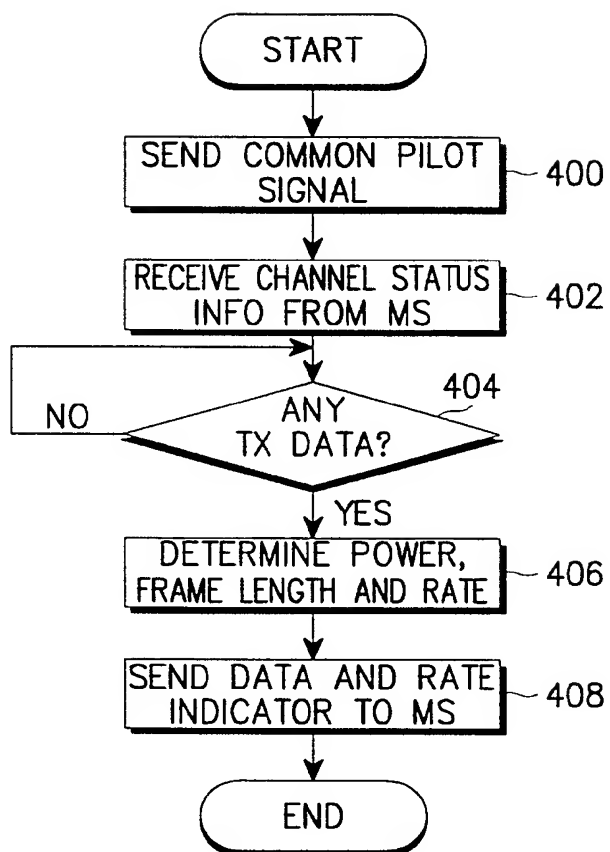 START
SEND COMMON PILOT
SIGNAL
400
RECEIVE CHANNEL STATUS
INFO FROM MS
402
404
ANY
TX DATA?
NO
YES
DETERMINE POWER,
FRAME LENGTH AND RATE
406
SEND DATA AND RATE
INDICATOR TO MS
408
END